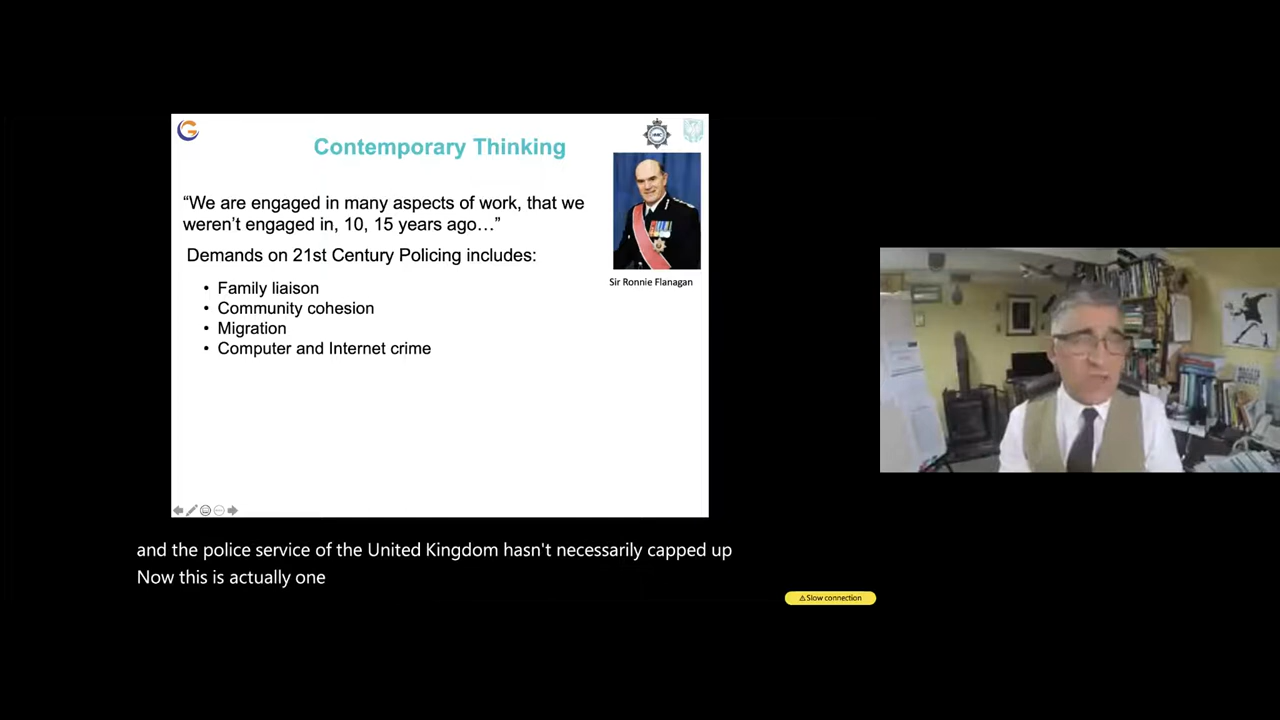 Contemporary Thinking
“We are engaged in many aspects of work, that we
weren’t engaged in, 10, 15 years ago…”
Demands on 21st Century Policing includes:
• Family liaison
• Community cohesion
• Migration
• Computer and Internet crime
Sir Ronnie Flanagan
and the police service of the United Kingdom hasn't necessarily capped up
Now this is actually one
⚠Slow connection